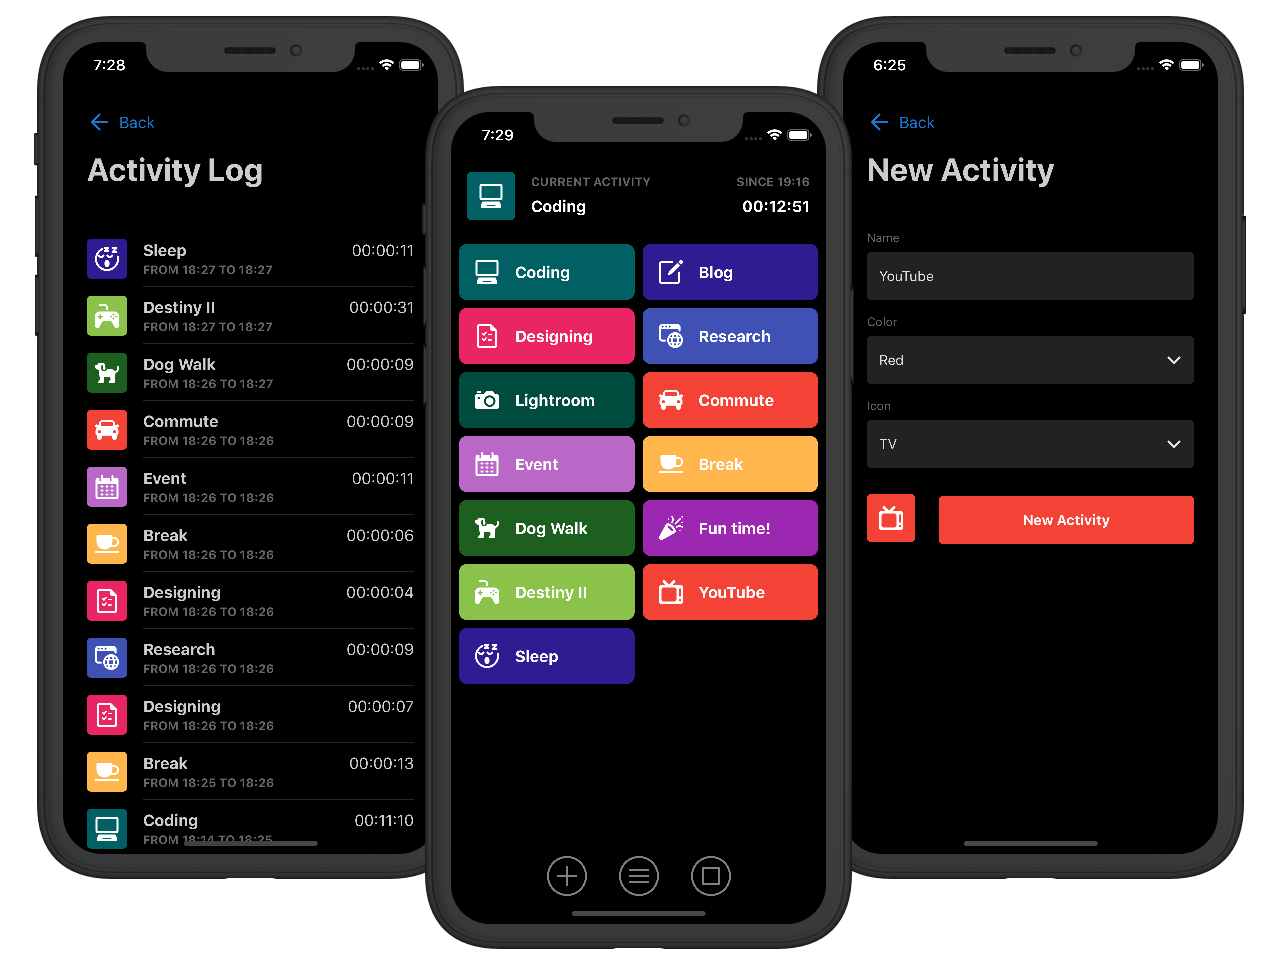 7:28
Back
Activity Log
Sleep 00:00:11
FROM 18:27 TO 18:27
Destiny II 00:00:31
FROM 18:27 TO 18:27
Dog Walk 00:00:09
FROM 18:26 TO 18:27
Commute 00:00:09
FROM 18:26 TO 18:26
Event 00:00:11
FROM 18:26 TO 18:26
Break 00:00:06
FROM 18:26 TO 18:26
Designing 00:00:04
FROM 18:26 TO 18:26
Research 00:00:09
FROM 18:26 TO 18:26
Designing 00:00:07
FROM 18:26 TO 18:26
Break 00:00:13
FROM 18:25 TO 18:26
Coding 00:11:10
FROM 18:14 TO 18:25
7:29
CURRENT ACTIVITY SINCE 19:16
Coding 00:12:51
Coding Blog
Designing Research
Lightroom Commute
Event Break
Dog Walk Fun time!
Destiny II YouTube
Sleep
6:25
Back
New Activity
Name
YouTube
Color
Red
Icon
TV
New Activity